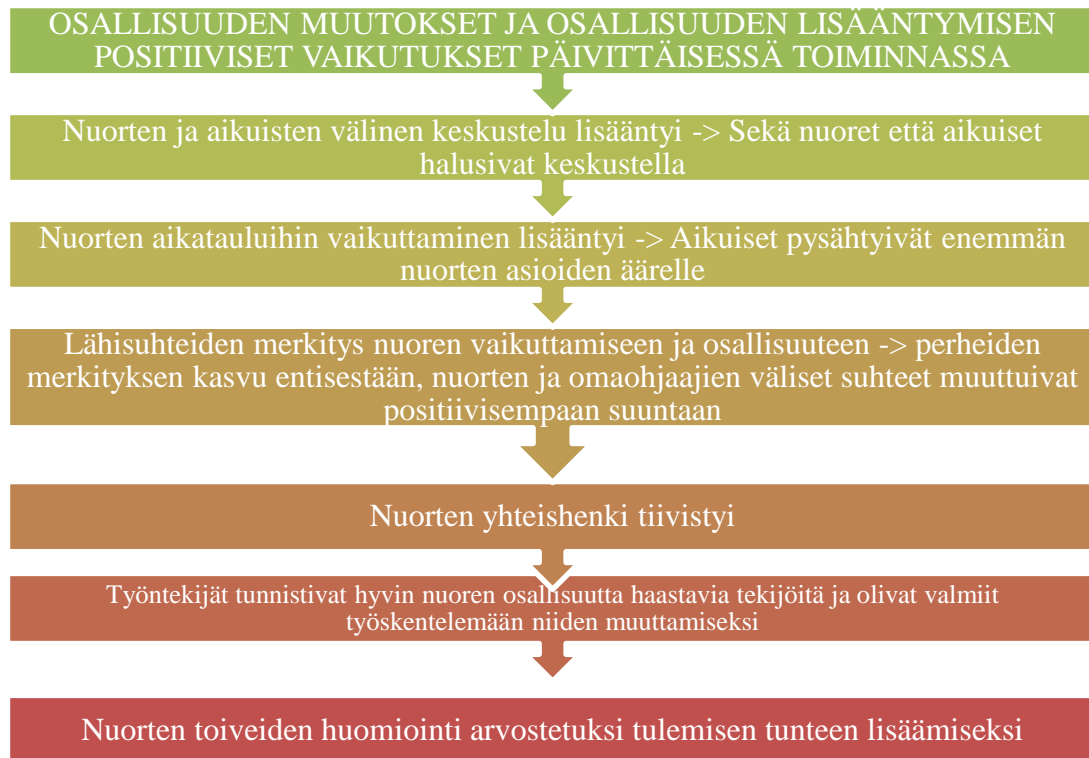 OSALLISUUDEN MUUTOKSET JA OSALLISUUDEN LISÄÄNTYMISEN
POSITIIVISET VAIKUTUKSET PÄIVITTÄISESSÄ TOIMINNASSA
Nuorten ja aikuisten välinen keskustelu lisääntyi -> Sekä nuoret että aikuiset
halusivat keskustella
Nuorten aikatauluihin vaikuttaminen lisääntyi -> Aikuiset pysähtyivät enemmän
nuorten asioiden äärelle
Lähisuhteiden merkitys nuoren vaikuttamiseen ja osallisuuteen -> perheiden
merkityksen kasvu entisestään, nuorten ja omaohjaajien väliset suhteet muuttuivat
positiivisempaan suuntaan
Nuorten yhteishenki tiivistyi
Työntekijät tunnistivat hyvin nuoren osallisuutta haastavia tekijöitä ja olivat valmiit
työskentelemään niiden muuttamiseksi
Nuorten toiveiden huomiointi arvostetuksi tulemisen tunteen lisäämiseksi